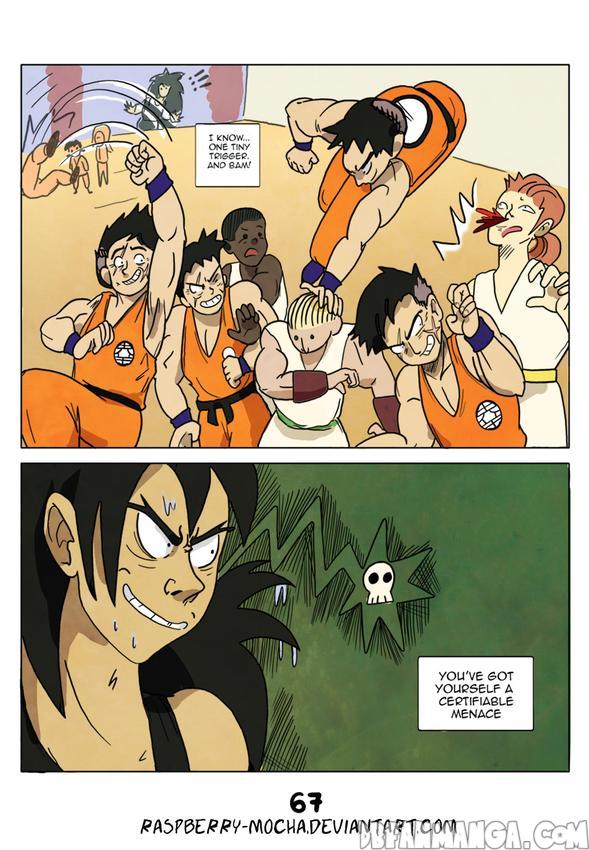 I KNOW...
ONE TINY
TRIGGER.
AND BAM!
YOU'VE GOT
YOURSELF A
CERTIFIABLE
MENACE
67
RASPBERRY-MOCHA.DEVIANTART.COM
DBFANMANGA.COM